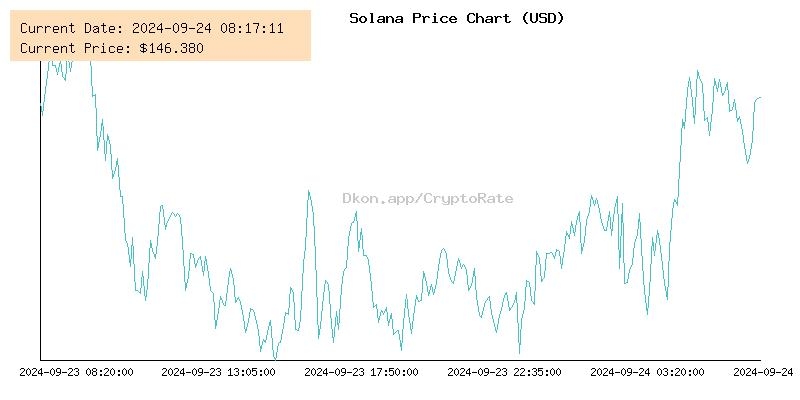 Solana Price Chart (USD)
Current Date: 2024-09-24 08:17:11
Current Price: $146.380
Dkon.app/CryptoRate
2024-09-23 08:20:00
2024-09-23 13:05:00
2024-09-23 17:50:00
2024-09-23 22:35:00
2024-09-24 03:20:00
2024-09-24